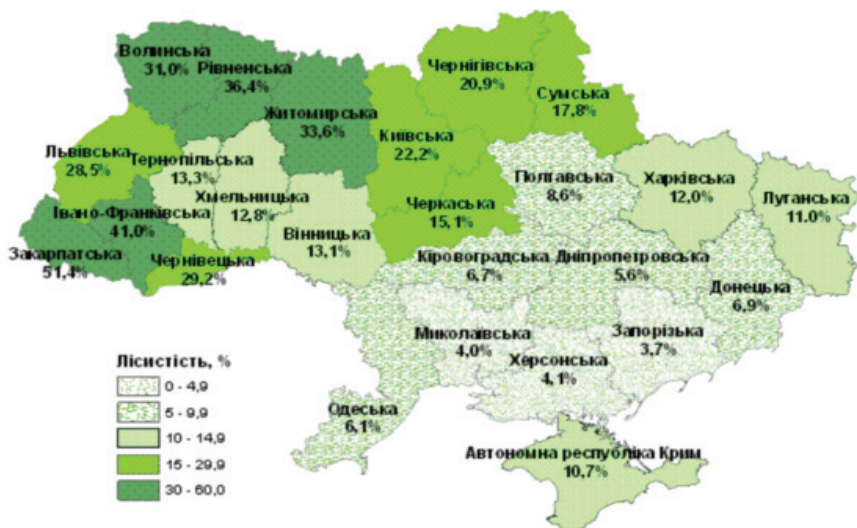 Волинська
31,0%
Рівненська
36,4%
Житомирська
33,6%
Чернігівська
20,9%
Сумська
17,8%
Київська
22,2%
Львівська
28,5%
Тернопільська
13,3%
Хмельницька
12,8%
Полтавська
8,6%
Харківська
12,0%
Луганська
11.0%
Черкаська
15,1%
Івано-Франківська
41,0%
Вінницька
13,1%
Закарпатська
51,4%
Чернівецька
29,2%
Кіровоградська
6,7%
Дніпропетровська
5,6%
Донецька
6,9%
Миколаївська
4,0%
Херсонська
4,1%
Запорізька
3,7%
Одеська
6,1%
Автономна республіка Крим
10,7%
Лісистість, %
0 - 4,9
5 - 9,9
10 - 14,9
15 - 29,9
30 - 60,0